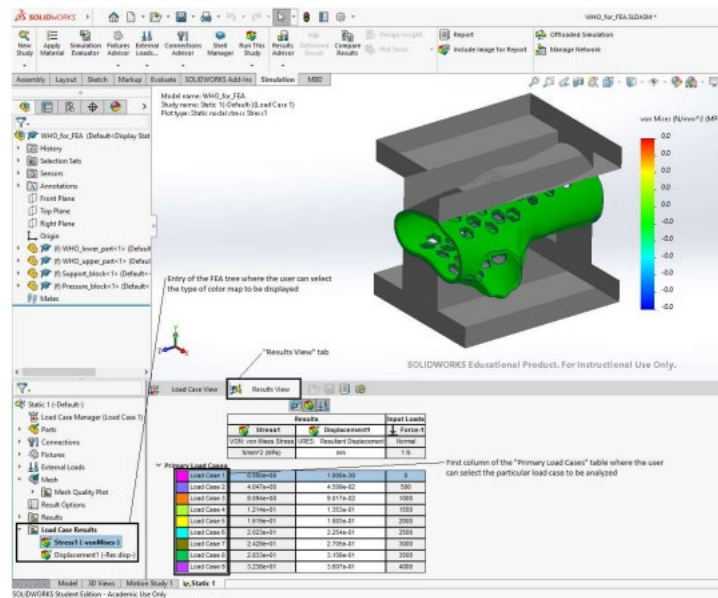 SOLIDWORKS
WHO_for_FEA.SLDASM *
New Study
Apply Material
Simulation Evaluator
Fixtures Advisor
External Loads...
Connections Advisor
Shell Manager
Run This Study
Results Advisor
Deformed Result
Compare Results
Design Insight
Plot Tools
Report
Include Image for Report
Offloaded Simulation
Manage Network
Assembly Layout Sketch Markup Evaluate SOLIDWORKS Add-Ins Simulation MBD
Model name: WHO_for_FEA
Study name: Static 1(-Default-)(Load Case 1)
Plot type: Static nodal stress Stress1
WHO_for_FEA (Default<Display Stat
History
Selection Sets
Sensors
Annotations
Front Plane
Top Plane
Right Plane
Origin
(f) WHO_lower_part<1> (Default
(f) WHO_upper_part<1> (Default
(f) Support_block<1> (Default<
(f) Pressure_block<1> (Default<
Mates
von Mises (N/mm^2 (MP
0.0
0.0
0.0
0.0
0.0
-0.0
-0.0
-0.0
-0.0
-0.0
-0.0
Entry of the FEA tree where the user can select
the type of color map to be displayed
"Results View" tab
SOLIDWORKS Educational Product. For Instructional Use Only.
Static 1 (-Default-)
Load Case Manager (Load Case 1)
Parts
Connections
Fixtures
External Loads
Mesh
Mesh Quality Plot
Result Options
Results
Load Case Results
Stress1 (-vonMises-)
Displacement1 (-Res disp-)
Load Case View Results View
Results Input Loads
Stress1 Displacement1 Force-1
VON: von Mises Stress URES: Resultant Displacement Normal
N/mm^2 (MPa) mm 1 N
Primary Load Cases
Load Case 1 0.000e+00 1.000e-30 0
Load Case 2 4.047e+00 4.509e-02 500
Load Case 3 8.094e+00 9.017e-02 1000
Load Case 4 1.214e+01 1.353e-01 1500
Load Case 5 1.619e+01 1.803e-01 2000
Load Case 6 2.023e+01 2.254e-01 2500
Load Case 7 2.428e+01 2.705e-01 3000
Load Case 8 2.833e+01 3.156e-01 3500
Load Case 9 3.238e+01 3.607e-01 4000
First column of the "Primary Load Cases" table where the user
can select the particular load case to be analyzed
Model 3D Views Motion Study 1 Static 1
SOLIDWORKS Student Edition - Academic Use Only